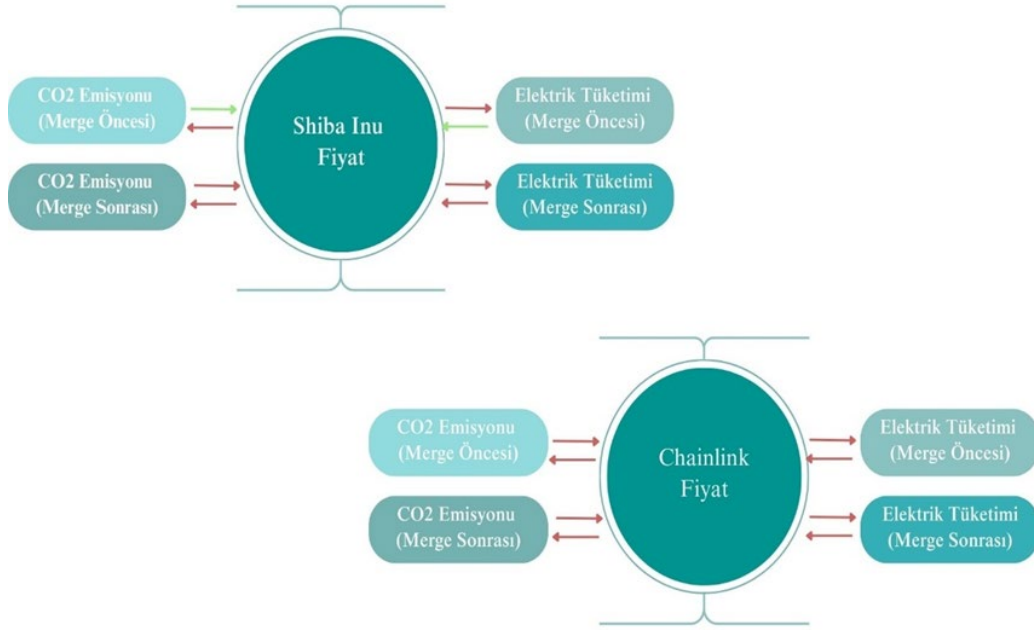 CO2 Emisyonu
(Merge Öncesi)
CO2 Emisyonu
(Merge Sonrası)
Shiba Inu
Fiyat
Elektrik Tüketimi
(Merge Öncesi)
Elektrik Tüketimi
(Merge Sonrası)
CO2 Emisyonu
(Merge Öncesi)
CO2 Emisyonu
(Merge Sonrası)
Chainlink
Fiyat
Elektrik Tüketimi
(Merge Öncesi)
Elektrik Tüketimi
(Merge Sonrası)